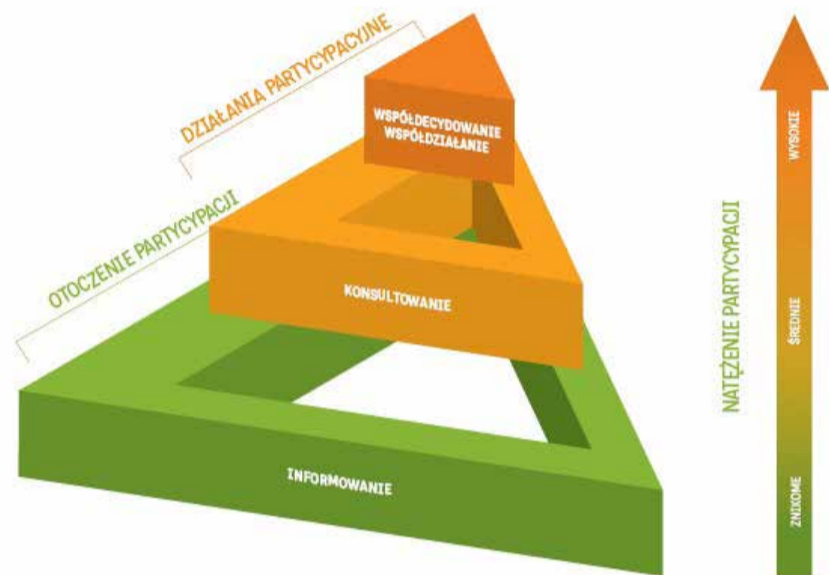 DZIAŁANIA PARTYCYPACYJNE
OTOCZENIE PARTYCYPACJI
WSPÓŁDECYDOWANIE
WSPÓŁDZIAŁANIE
KONSULTOWANIE
INFORMOWANIE
NATĘŻENIE PARTYCYPACJI
WYSOKIE
ŚREDNIE
ZNIKOME